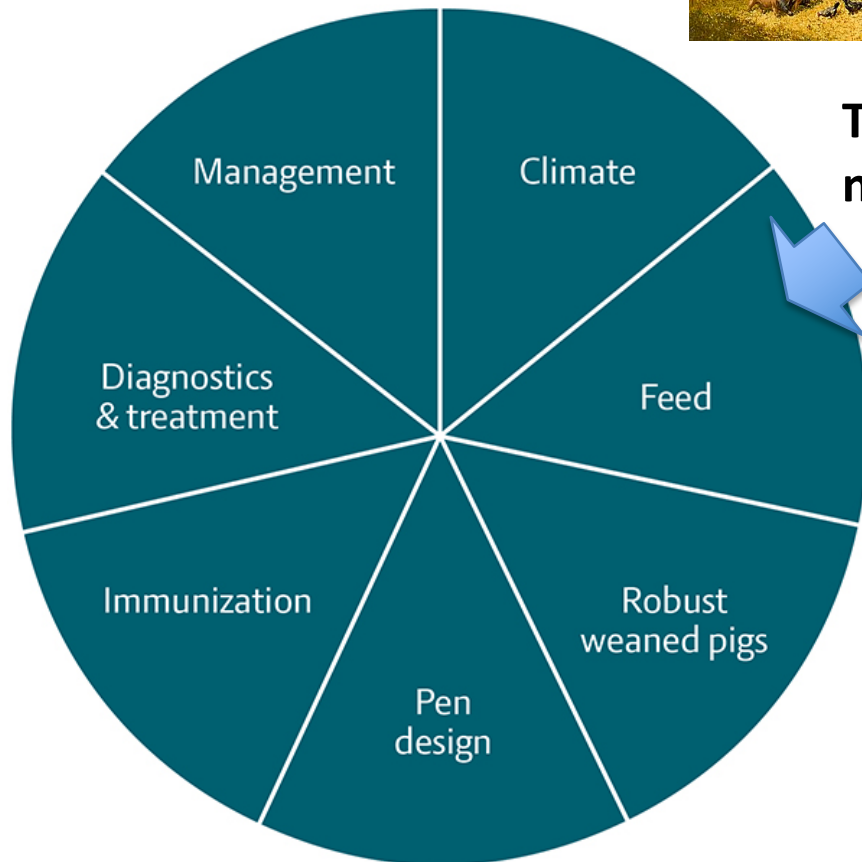 Management
Climate
Diagnostics
& treatment
Feed
Immunization
Robust
weaned pigs
Pen
design